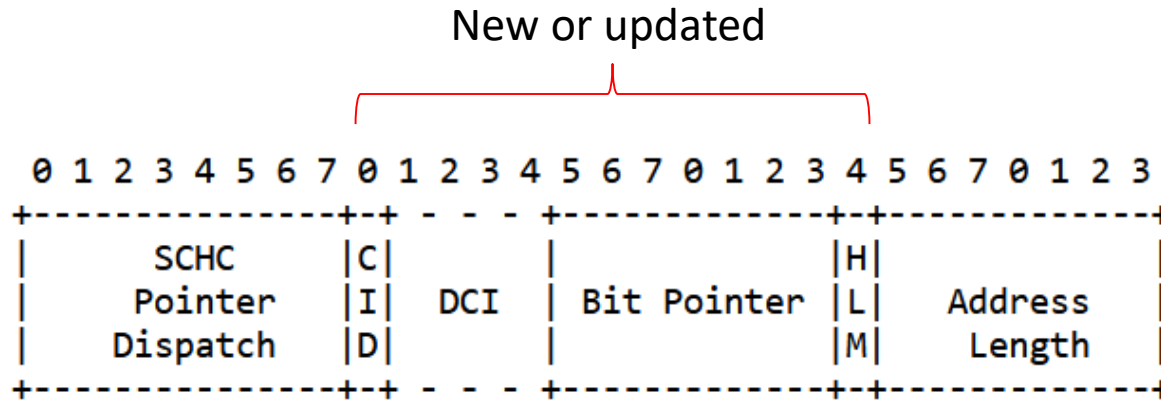 New or updated
0 1 2 3 4 5 6 7 0 1 2 3 4 5 6 7 0 1 2 3 4 5 6 7 0 1 2 3
+---------------+-+ - - - +-------------+-+-------------+
|      SCHC     |C|       |             |H|             |
|     Pointer   |I|  DCI  | Bit Pointer |L|   Address   |
|    Dispatch   |D|       |             |M|    Length   |
+---------------+-+ - - - +-------------+-+-------------+